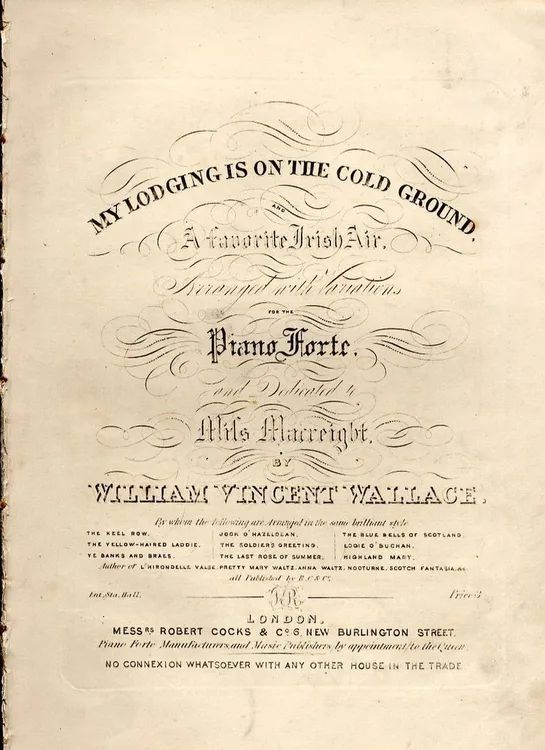 MY LODGING IS ON THE COLD GROUND,
AND
A favorite Irish Air,
Arranged with Variations
FOR THE
Piano Forte,
and Dedicated to
Miſs Macreight,
BY
WILLIAM VINCENT WALLACE.
By whom the following are Arranged in the same brilliant style
THE KEEL ROW, JOCK O'HAZELDEAN, THE BLUE BELLS OF SCOTLAND,
THE YELLOW-HAIRED LADDIE, THE SOLDIER'S GREETING, LOGIE O'BUCHAN,
YE BANKS AND BRAES, THE LAST ROSE OF SUMMER, HIGHLAND MARY,
Author of L'HIRONDELLE VALSE, PRETTY MARY WALTZ, ANNA WALTZ, NOCTURNE, SCOTCH FANTASIA, &c.
all Published by R.C. & Co.
Ent. Sta. Hall. Price 3
LONDON,
MESSRS ROBERT COCKS & CO. 6, NEW BURLINGTON STREET.
Piano Forte Manufacturers, and Music Publishers, by appointment, to the Queen.
NO CONNEXION WHATSOEVER WITH ANY OTHER HOUSE IN THE TRADE